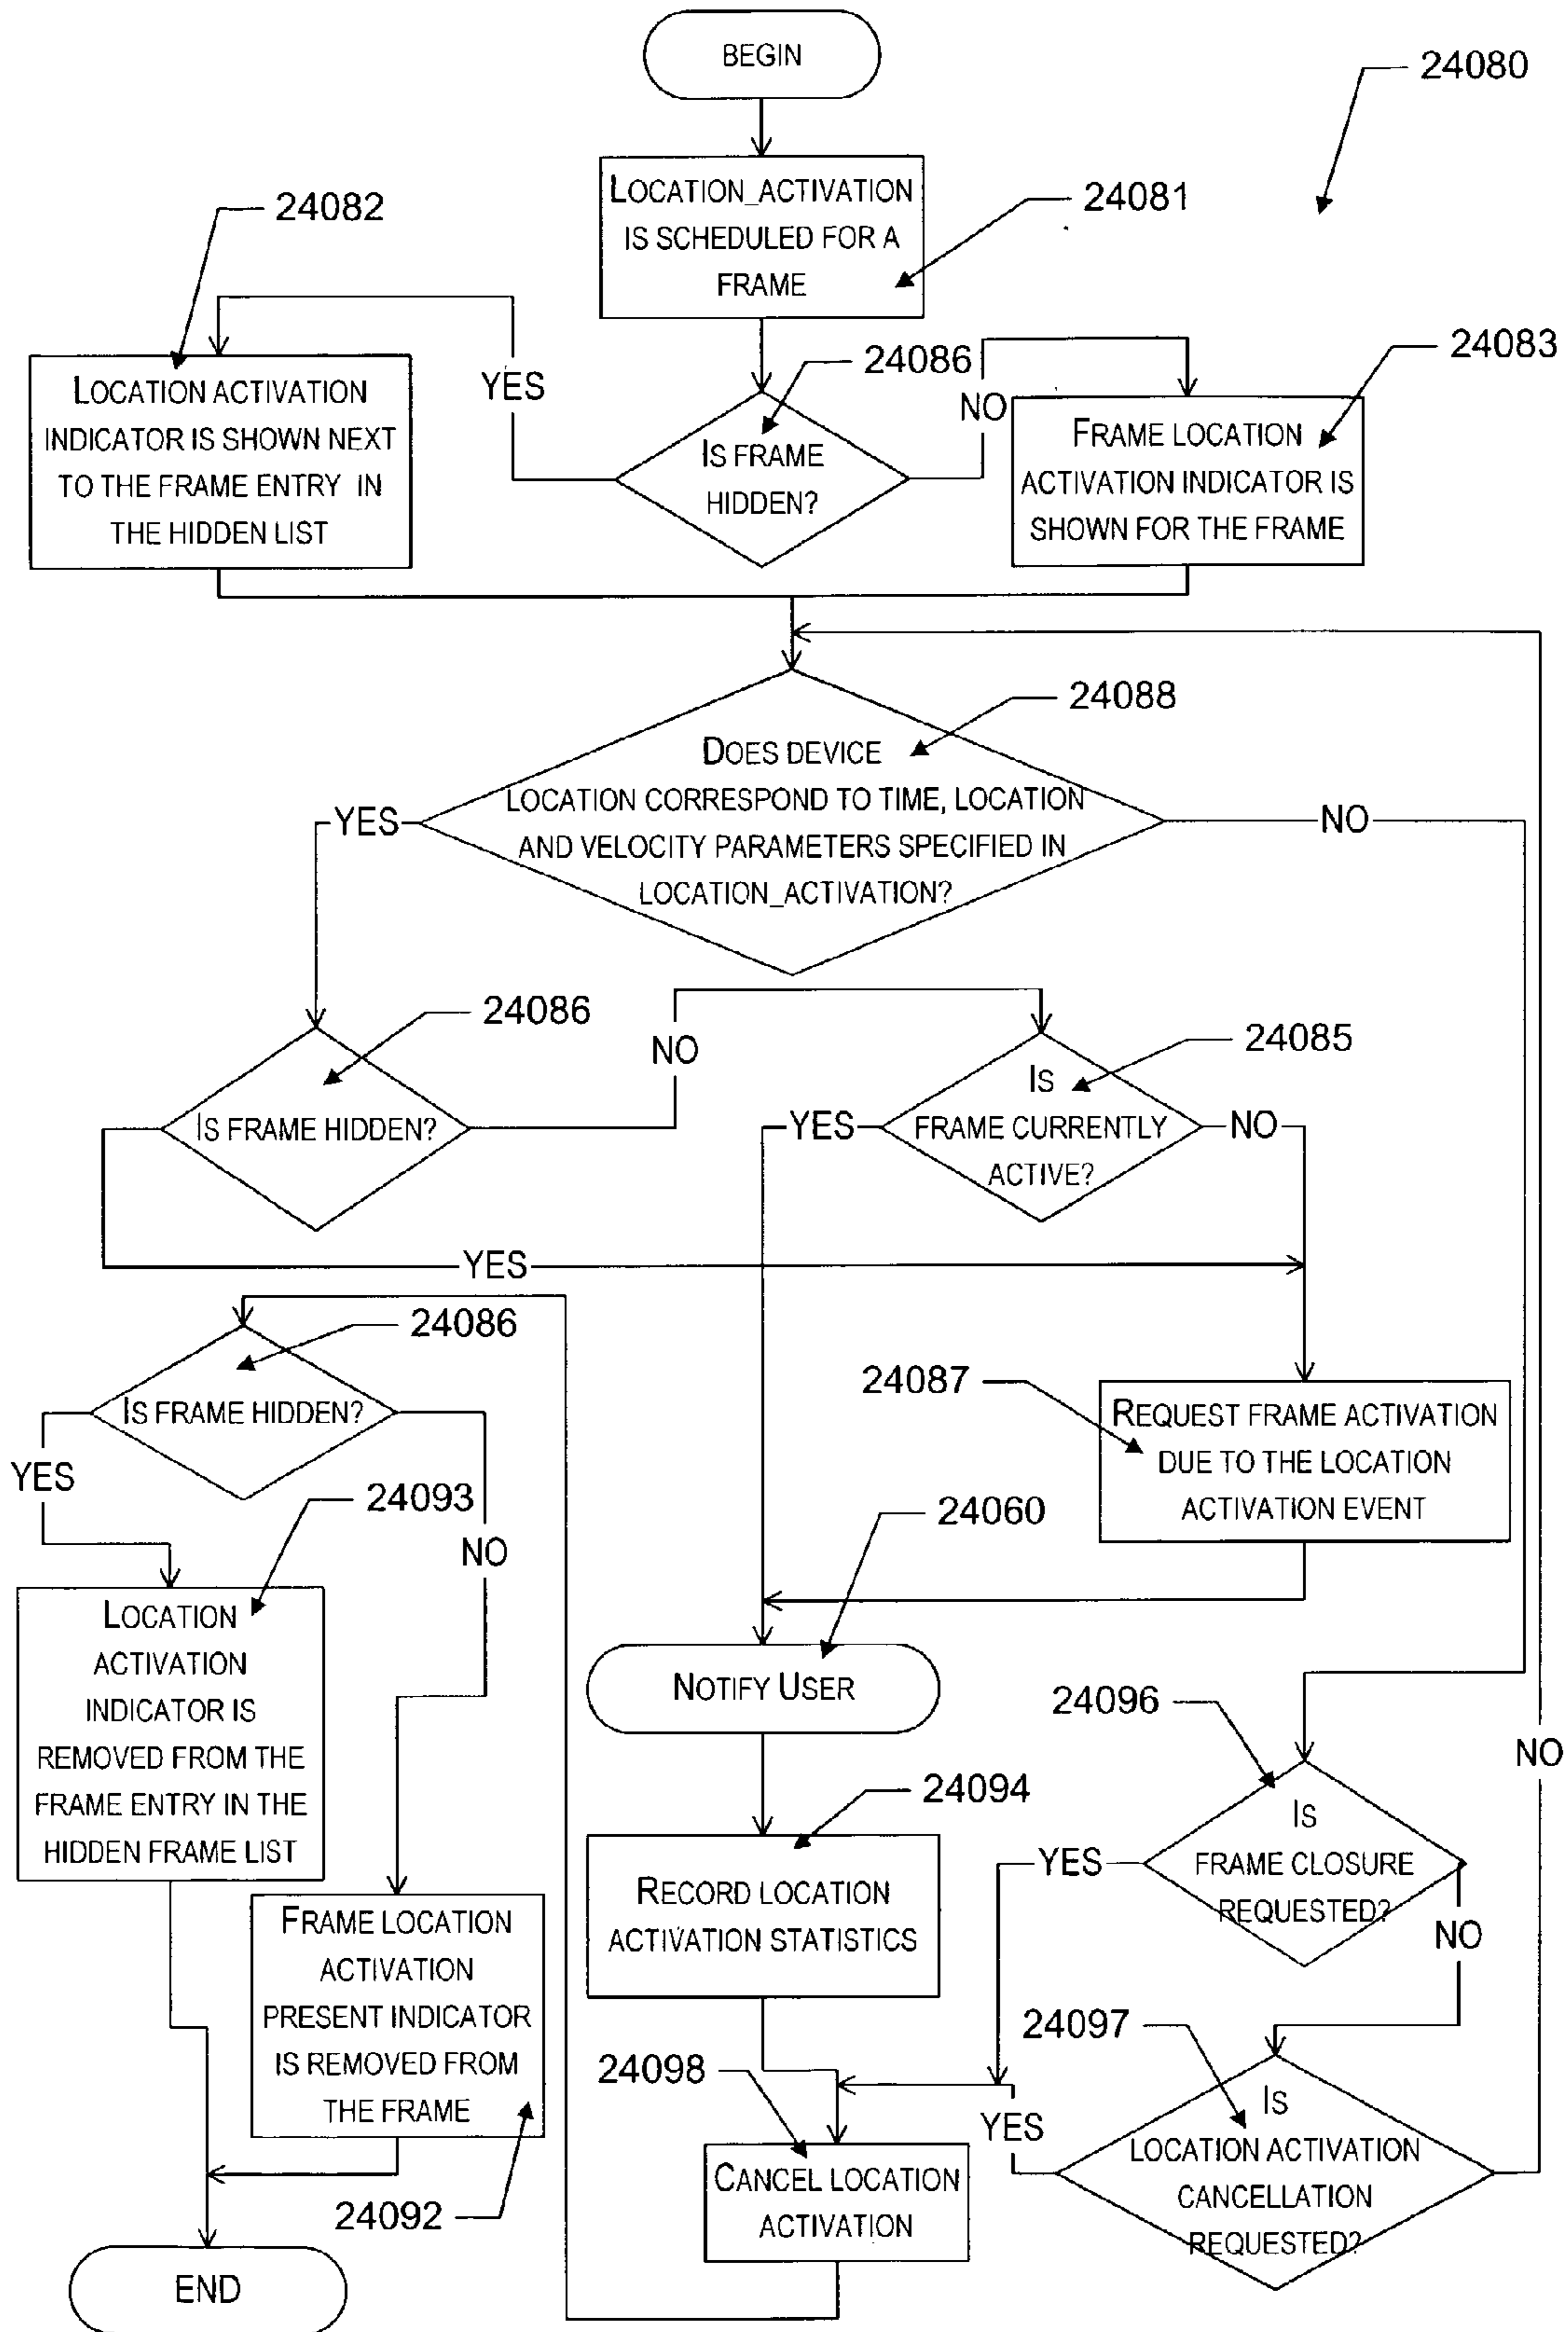 BEGIN
24080
LOCATION_ACTIVATION
IS SCHEDULED FOR A
FRAME
24081
24082
LOCATION ACTIVATION
INDICATOR IS SHOWN NEXT
TO THE FRAME ENTRY IN
THE HIDDEN LIST
YES
24086
IS FRAME
HIDDEN?
NO
24083
FRAME LOCATION
ACTIVATION INDICATOR IS
SHOWN FOR THE FRAME
24088
DOES DEVICE
LOCATION CORRESPOND TO TIME, LOCATION
AND VELOCITY PARAMETERS SPECIFIED IN
LOCATION_ACTIVATION?
YES
NO
24086
IS FRAME HIDDEN?
NO
YES
24085
IS
FRAME CURRENTLY
ACTIVE?
YES
NO
24086
IS FRAME HIDDEN?
YES
NO
24087
REQUEST FRAME ACTIVATION
DUE TO THE LOCATION
ACTIVATION EVENT
24093
LOCATION
ACTIVATION
INDICATOR IS
REMOVED FROM THE
FRAME ENTRY IN THE
HIDDEN FRAME LIST
24060
NOTIFY USER
24096
IS
FRAME CLOSURE
REQUESTED?
YES
NO
NO
24094
RECORD LOCATION
ACTIVATION STATISTICS
FRAME LOCATION
ACTIVATION
PRESENT INDICATOR
IS REMOVED FROM
THE FRAME
24092
24097
IS
LOCATION ACTIVATION
CANCELLATION
REQUESTED?
YES
24098
CANCEL LOCATION
ACTIVATION
END